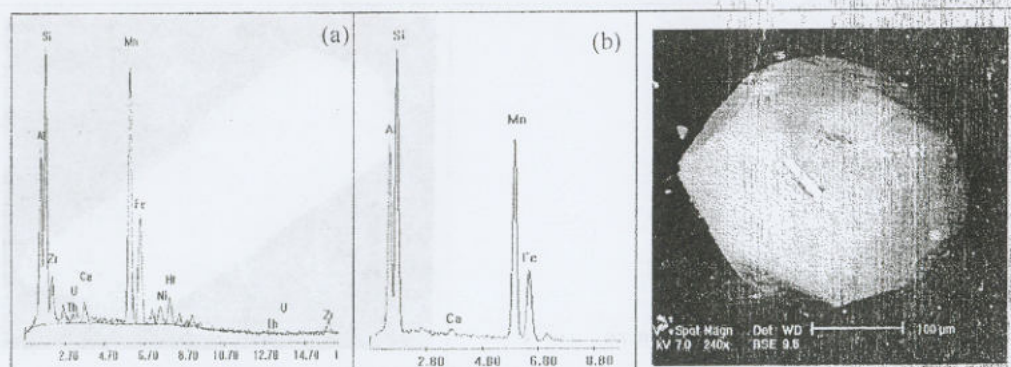 (a)
Si
Mn
Al
Fe
Zr
Ca
U
Th
Ni
Hf
U
Th
Zr
2.70 4.70 6.70 8.70 10.70 12.70 14.70
(b)
Si
Al
Mn
Fe
Ca
2.80 4.80 6.80 8.80
Spot Magn Det WD 100 µm
kV 7.0 240x BSE 9.6